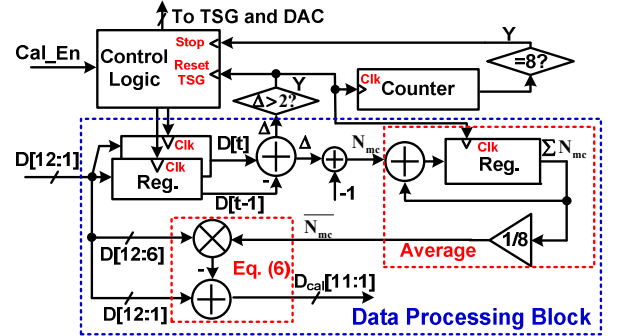 To TSG and DAC
Cal_En
Control Logic
Stop
Reset TSG
Y
=8?
Clk
Counter
Y
Δ>2?
Δ
D[12:1]
Clk
Clk
Reg.
D[t]
D[t-1]
-
Δ
-1
N_mc
Clk
Reg.
∑ N_mc
Average
1/8
N̅_mc
D[12:6]
-
Eq. (6)
D[12:1]
D_cal[11:1]
Data Processing Block